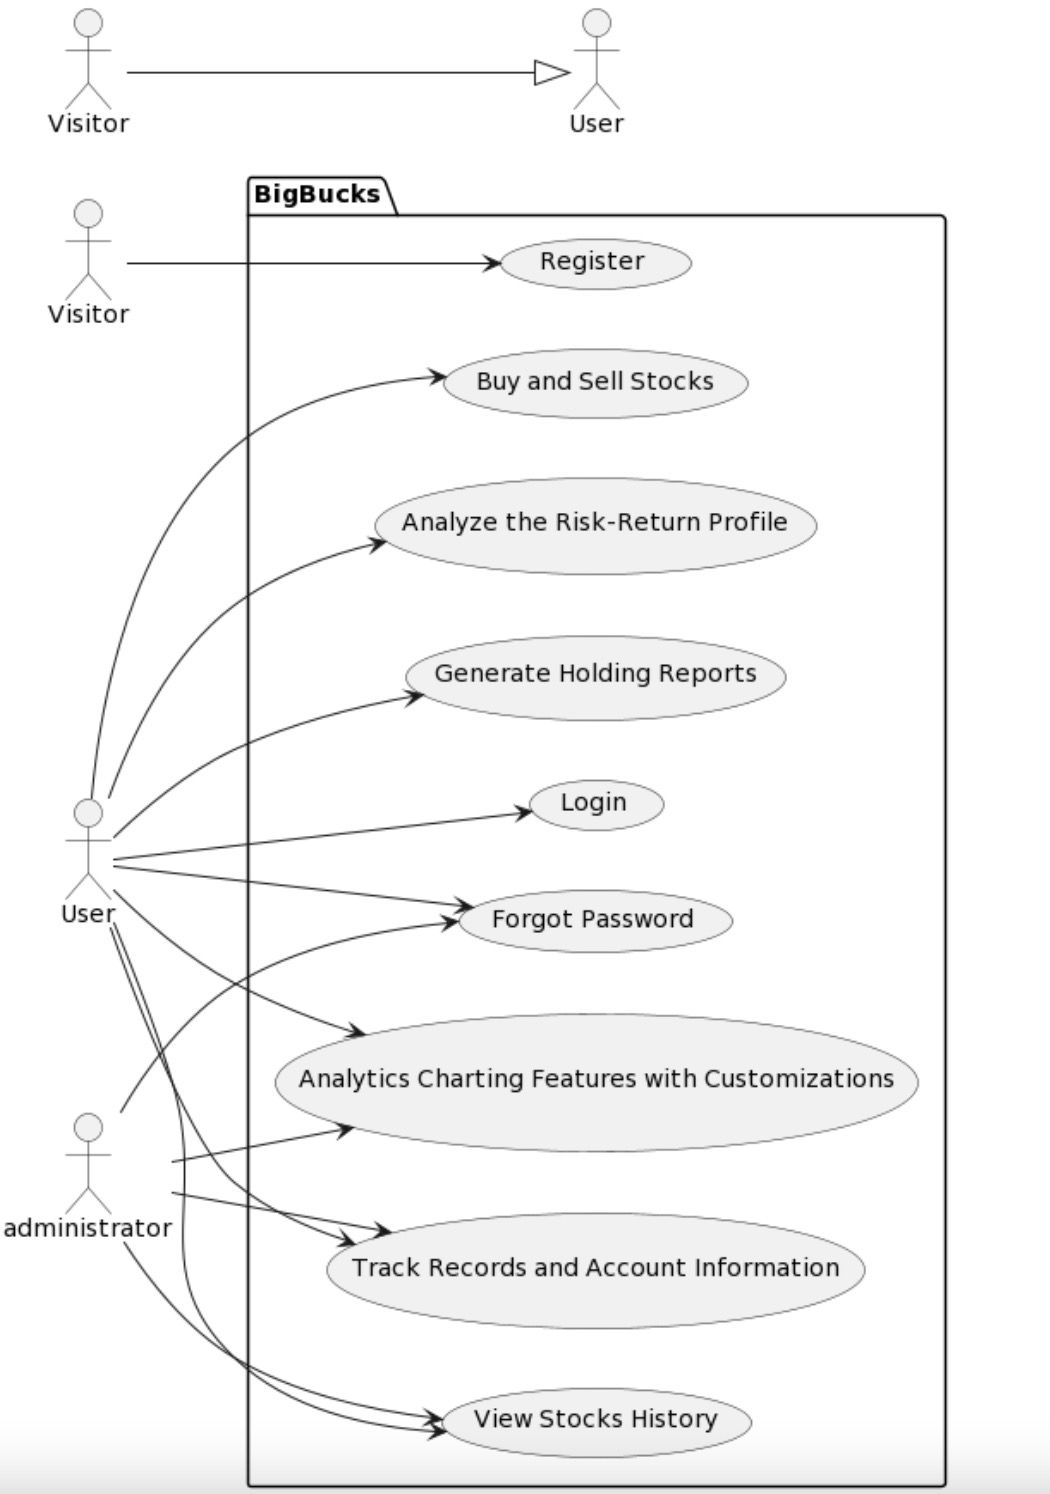 Visitor
User
BigBucks
Visitor
Register
Buy and Sell Stocks
Analyze the Risk-Return Profile
Generate Holding Reports
Login
User
Forgot Password
Analytics Charting Features with Customizations
administrator
Track Records and Account Information
View Stocks History